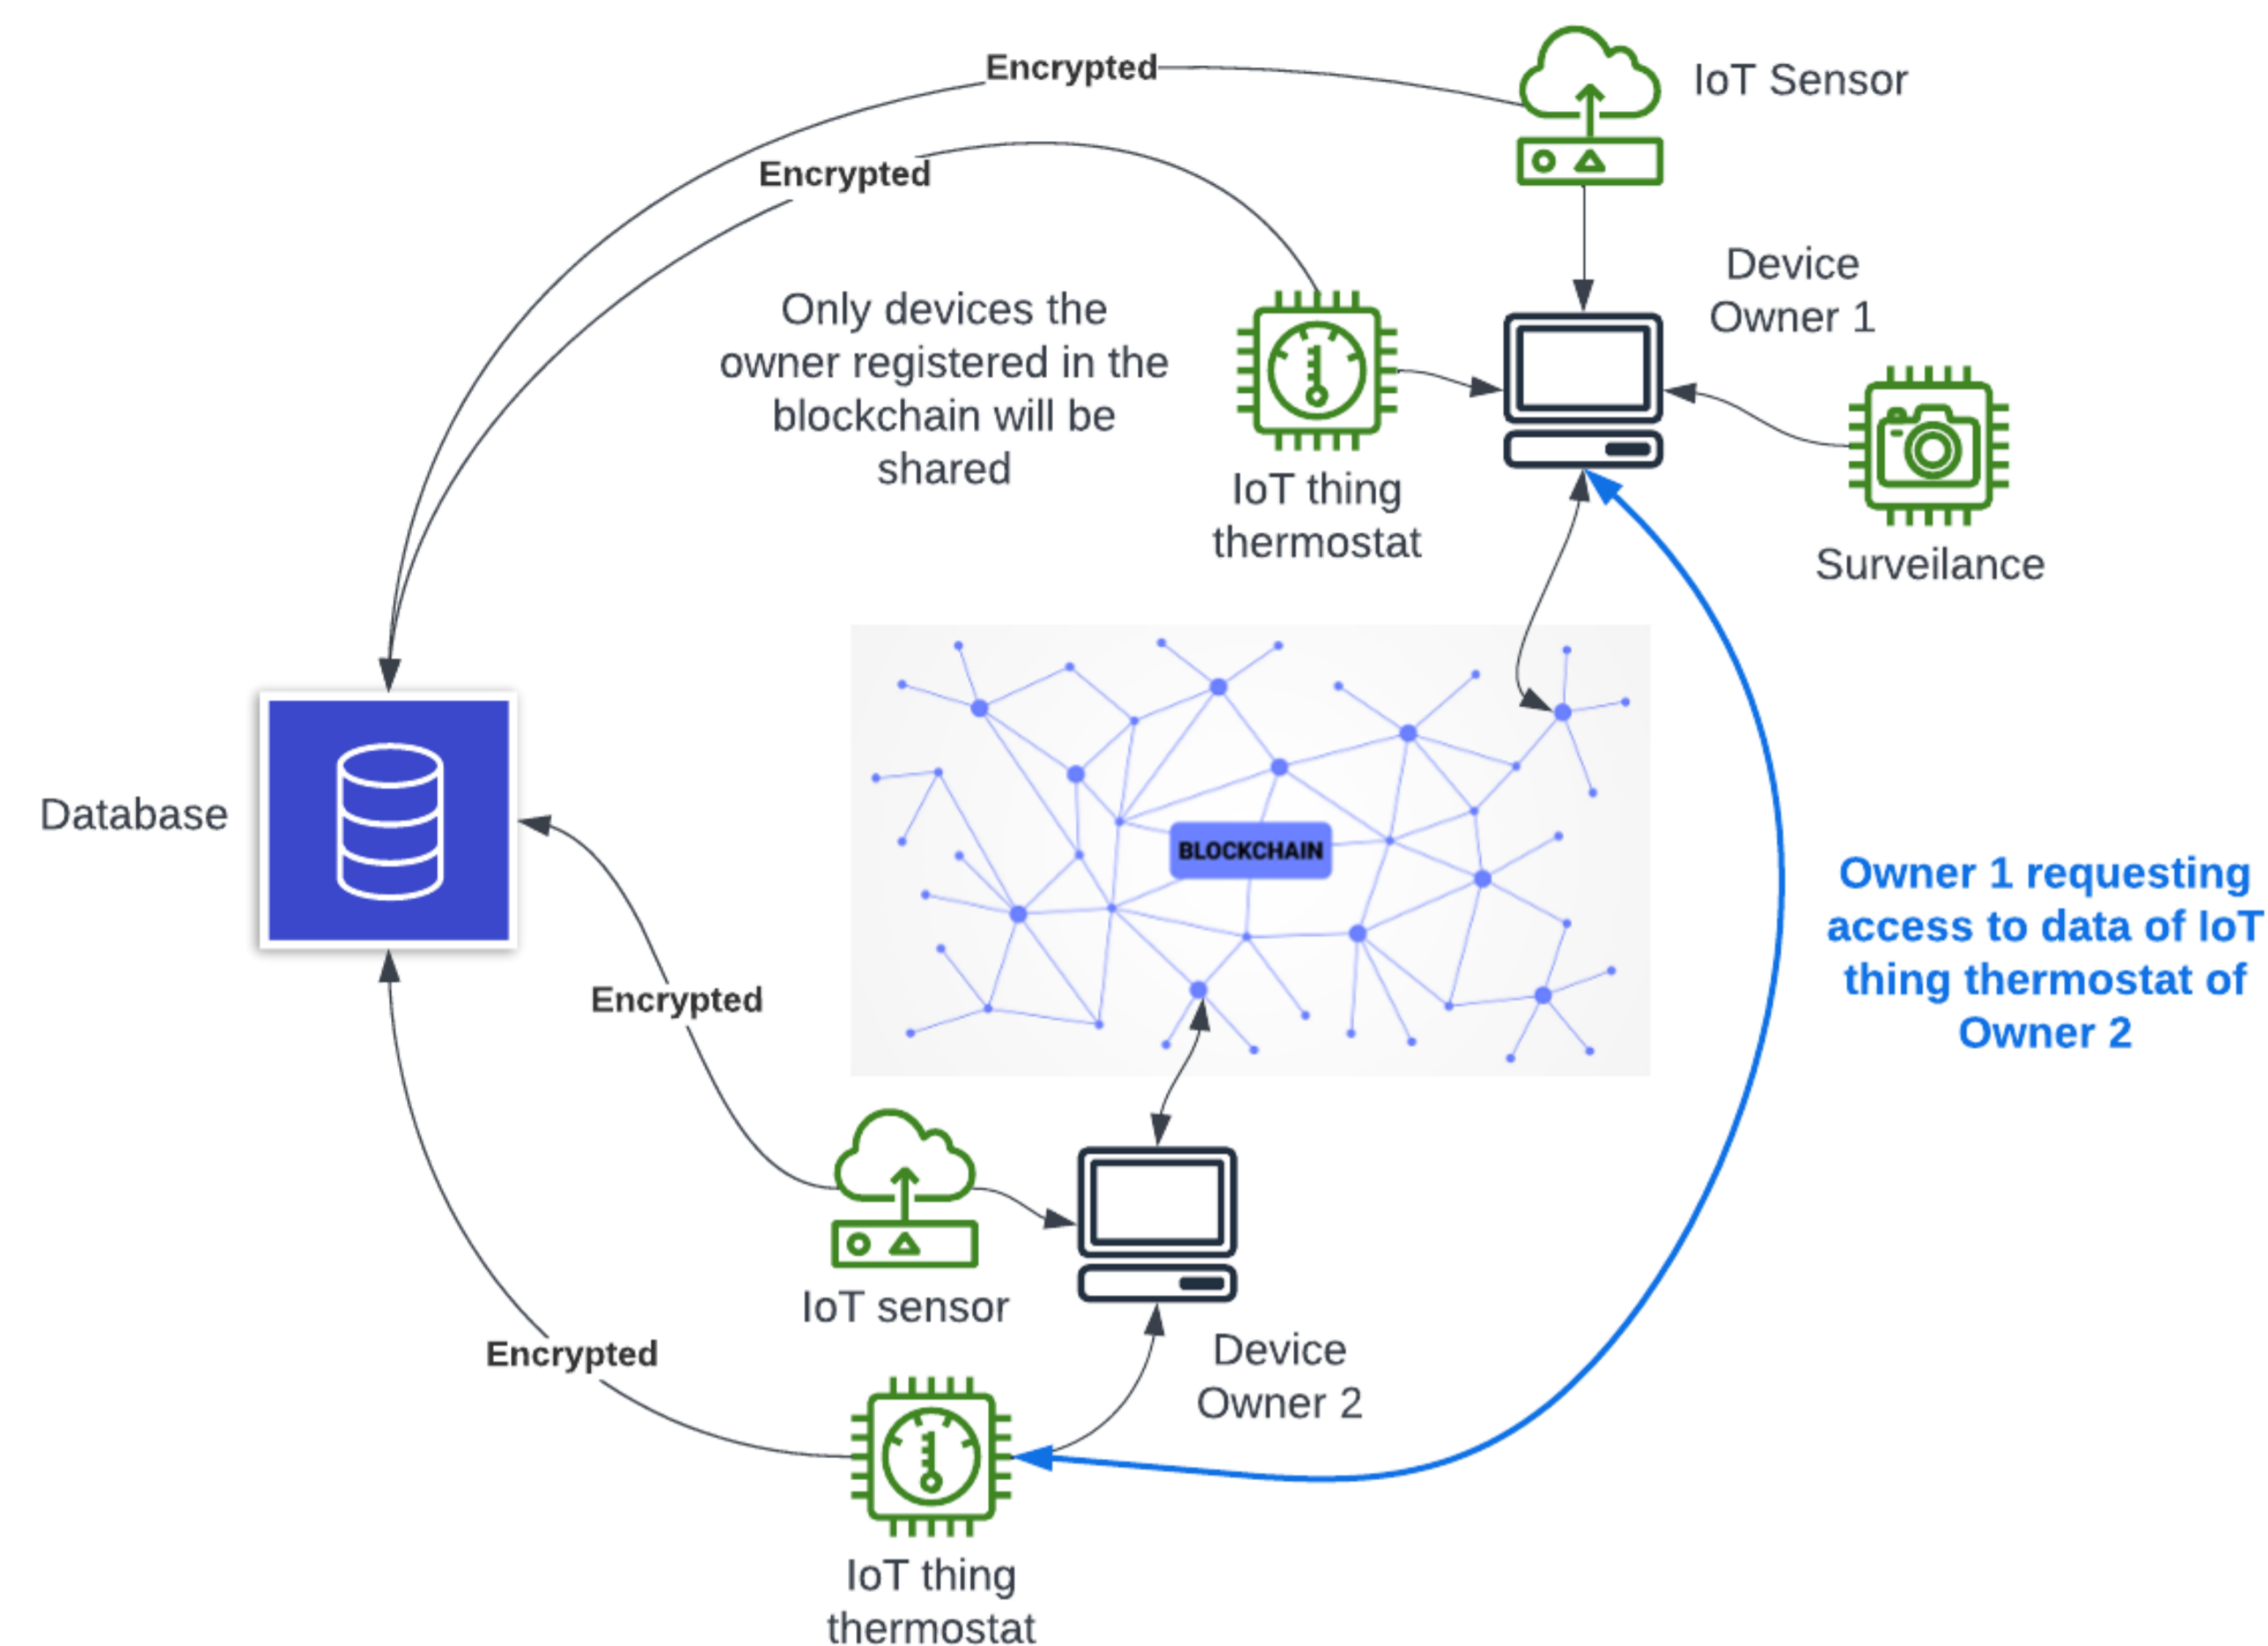 Encrypted
IoT Sensor
Encrypted
Device
Owner 1
Only devices the
owner registered in the
blockchain will be
shared
IoT thing
thermostat
Surveilance
Database
BLOCKCHAIN
Owner 1 requesting
access to data of IoT
thing thermostat of
Owner 2
Encrypted
IoT sensor
Device
Owner 2
Encrypted
IoT thing
thermostat